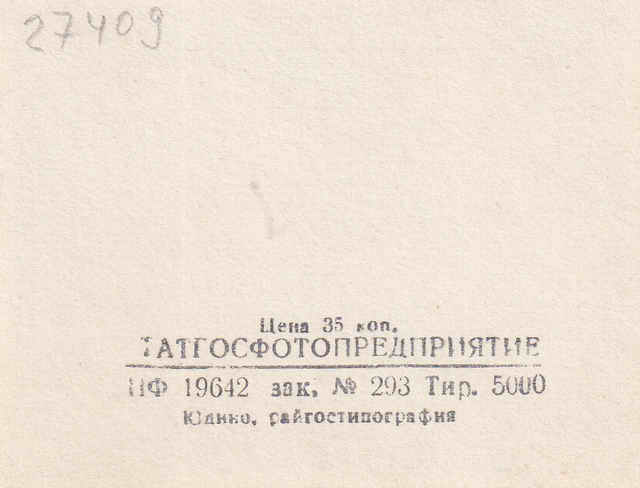 27409
Цена 35 коп.
ТАТГОСФОТОПРЕДПРИЯТИЕ
ПФ 19642 зак. № 293 Тир. 5000
Юдино, райгостипография